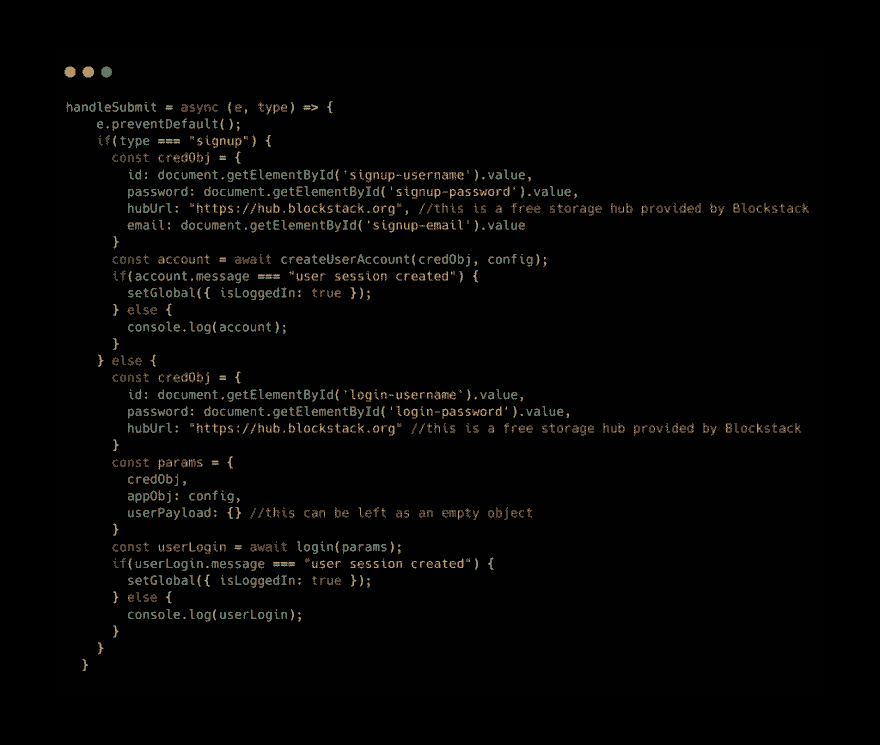 handleSubmit = async (e, type) => {
    e.preventDefault();
    if(type === "signup") {
      const credObj = {
        id: document.getElementById('signup-username').value,
        password: document.getElementById('signup-password').value,
        hubUrl: "https://hub.blockstack.org", //this is a free storage hub provided by Blockstack
        email: document.getElementById('signup-email').value
      }
      const account = await createUserAccount(credObj, config);
      if(account.message === "user session created") {
        setGlobal({ isLoggedIn: true });
      } else {
        console.log(account);
      }
    } else {
      const credObj = {
        id: document.getElementById('login-username').value,
        password: document.getElementById('login-password').value,
        hubUrl: "https://hub.blockstack.org" //this is a free storage hub provided by Blockstack
      }
      const params = {
        credObj,
        appObj: config,
        userPayload: {} //this can be left as an empty object
      }
      const userLogin = await login(params);
      if(userLogin.message === "user session created") {
        setGlobal({ isLoggedIn: true });
      } else {
        console.log(userLogin);
      }
    }
  }